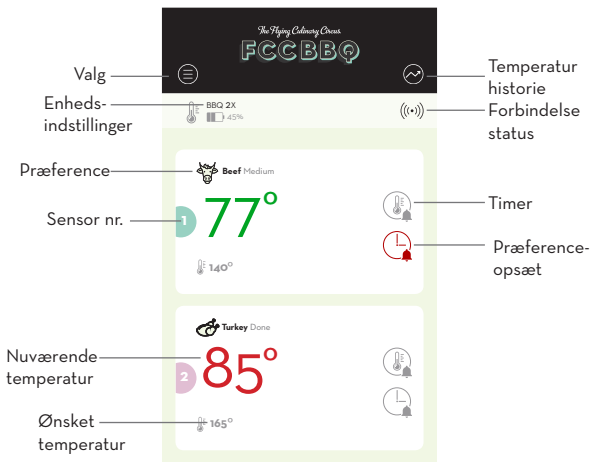 The Flying Culinary Circus
FCCBBQ
Valg
Temperatur
historie
Enheds-
indstillinger
BBQ 2X
45%
Forbindelse
status
Præference
Beef Medium
77°
Sensor nr.
1
140°
Timer
Præference-
opsæt
Turkey Done
Nuværende
temperatur
85°
2
Ønsket
temperatur
165°